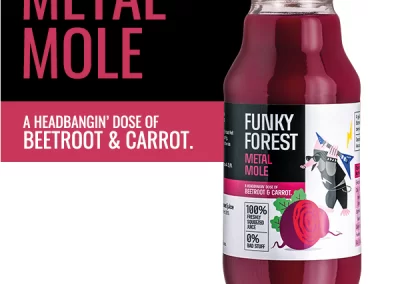 METAL
MOLE
A HEADBANGIN' DOSE OF
BEETROOT & CARROT.
FUNKY
FOREST
METAL
MOLE
A HEADBANGIN' DOSE OF
BEETROOT & CARROT.
100%
FRESHLY
SQUEEZED
JUICE
0%
BAD STUFF